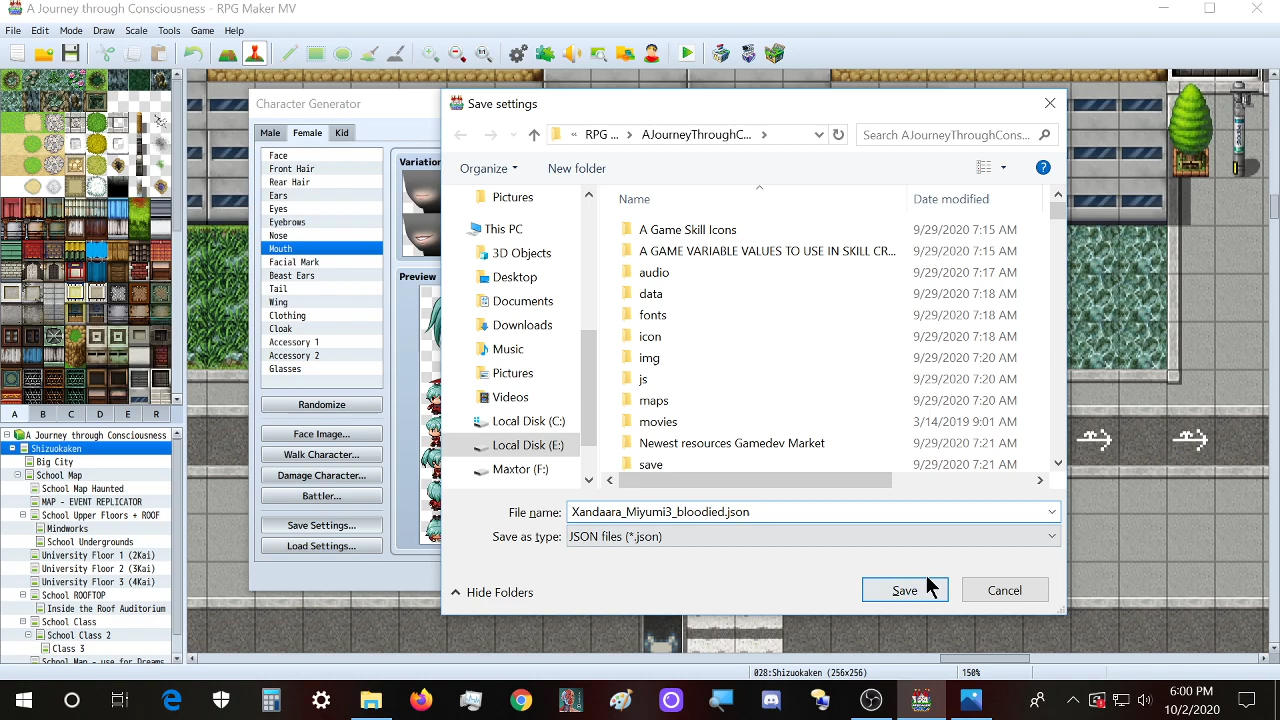 A Journey through Consciousness - RPG Maker MV
File Edit Mode Draw Scale Tools Game Help
Character Generator
Male Female Kid
Face
Front Hair
Rear Hair
Ears
Eyes
Eyebrows
Nose
Mouth
Facial Mark
Beast Ears
Tail
Wing
Clothing
Cloak
Accessory 1
Accessory 2
Glasses
Randomize
Face Image...
Walk Character...
Damage Character...
Battler...
Save Settings...
Load Settings...
Variation
Preview
Save settings
« RPG ... › AJourneyThroughC... ›
Search AJourneyThroughCons...
Organize
New folder
Pictures
This PC
3D Objects
Desktop
Documents
Downloads
Music
Pictures
Videos
Local Disk (C:)
Local Disk (E:)
Maxtor (F:)
Name Date modified
A Game Skill Icons 9/29/2020 7:15 AM
A GAME VARIABLE VALUES TO USE IN SKILL CR... 9/29/2020 7:15 AM
audio 9/29/2020 7:17 AM
data 9/29/2020 7:18 AM
fonts 9/29/2020 7:18 AM
icon 9/29/2020 7:18 AM
img 9/29/2020 7:20 AM
js 9/29/2020 7:20 AM
maps 9/29/2020 7:20 AM
movies 3/14/2019 9:01 AM
Newest resources Gamedev Market 9/29/2020 7:21 AM
save 9/29/2020 7:21 AM
File name: Xandaara_Miyumi3_bloodied.json
Save as type: JSON files (*.json)
Hide Folders
Save
Cancel
A B C D E R
A Journey through Consciousness
Shizuokaken
Big City
School Map
School Map Haunted
MAP - EVENT REPLICATOR
School Upper Floors + ROOF
Mindworks
School Undergrounds
University Floor 1 (2Kai)
University Floor 2 (3Kai)
University Floor 3 (4Kai)
School ROOFTOP
Inside the Roof Auditorium
School Class
School Class 2
Class 3
School Map - use for Dreams
028:Shizuokaken (256x256)
150%
6:00 PM
10/2/2020